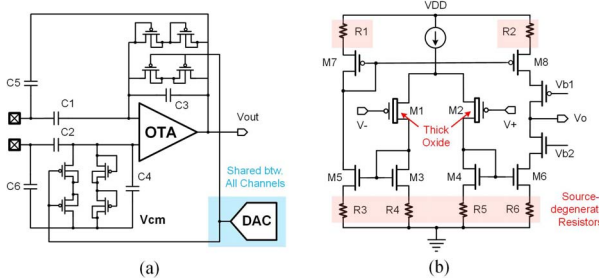 VDD
R1
R2
C5
M7
M8
C1
C3
Vb1
Vout
OTA
M1
M2
Vo
C2
V-
V+
Thick
Oxide
Vb2
Shared btw.
All Channels
C6
C4
M5
M3
M4
M6
Vcm
DAC
R3
R4
R5
R6
Source-
degenerat
Resistors
(a)
(b)